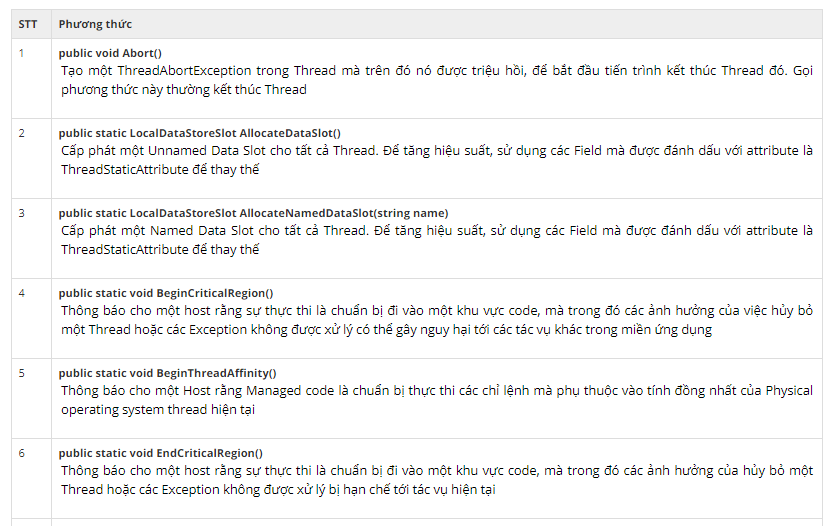 STT Phương thức
1 public void Abort()
Tạo một ThreadAbortException trong Thread mà trên đó nó được triệu hồi, để bắt đầu tiến trình kết thúc Thread đó. Gọi
phương thức này thường kết thúc Thread
2 public static LocalDataStoreSlot AllocateDataSlot()
Cấp phát một Unnamed Data Slot cho tất cả Thread. Để tăng hiệu suất, sử dụng các Field mà được đánh dấu với attribute là
ThreadStaticAttribute để thay thế
3 public static LocalDataStoreSlot AllocateNamedDataSlot(string name)
Cấp phát một Named Data Slot cho tất cả Thread. Để tăng hiệu suất, sử dụng các Field mà được đánh dấu với attribute là
ThreadStaticAttribute để thay thế
4 public static void BeginCriticalRegion()
Thông báo cho một host rằng sự thực thi là chuẩn bị đi vào một khu vực code, mà trong đó các ảnh hưởng của việc hủy bỏ
một Thread hoặc các Exception không được xử lý có thể gây nguy hại tới các tác vụ khác trong miền ứng dụng
5 public static void BeginThreadAffinity()
Thông báo cho một Host rằng Managed code là chuẩn bị thực thi các chỉ lệnh mà phụ thuộc vào tính đồng nhất của Physical
operating system thread hiện tại
6 public static void EndCriticalRegion()
Thông báo cho một host rằng sự thực thi là chuẩn bị đi vào một khu vực code, mà trong đó các ảnh hưởng của hủy bỏ một
Thread hoặc các Exception không được xử lý bị hạn chế tới tác vụ hiện tại